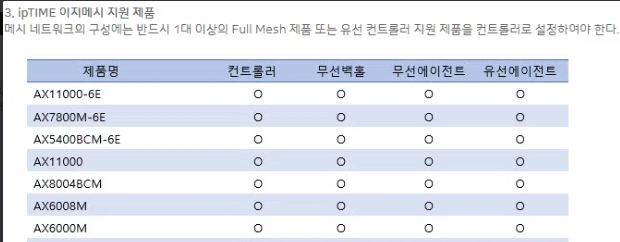 3. ipTIME 이지메시 지원 제품
메시 네트워크의 구성에는 반드시 1대 이상의 Full Mesh 제품 또는 유선 컨트롤러 지원 제품을 컨트롤러로 설정하여야 한다.
제품명 컨트롤러 무선백홀 무선에이전트 유선에이전트
AX11000-6E O O O O
AX7800M-6E O O O O
AX5400BCM-6E O O O O
AX11000 O O O O
AX8004BCM O O O O
AX6008M O O O O
AX6000M O O O O